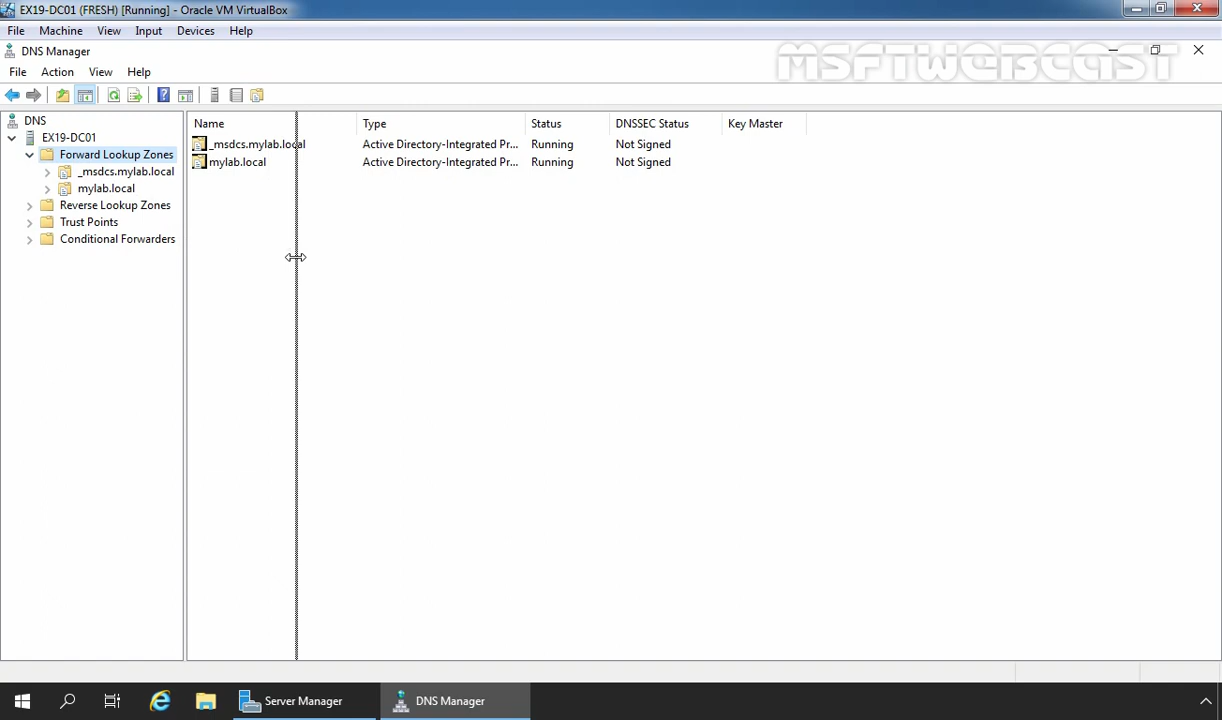 EX19-DC01 (FRESH) [Running] - Oracle VM VirtualBox
File Machine View Input Devices Help
DNS Manager
MSFTWEBCAST
File Action View Help
DNS
EX19-DC01
Forward Lookup Zones
_msdcs.mylab.local
mylab.local
Reverse Lookup Zones
Trust Points
Conditional Forwarders
Name Type Status DNSSEC Status Key Master
_msdcs.mylab.local Active Directory-Integrated Pr... Running Not Signed
mylab.local Active Directory-Integrated Pr... Running Not Signed
Server Manager DNS Manager